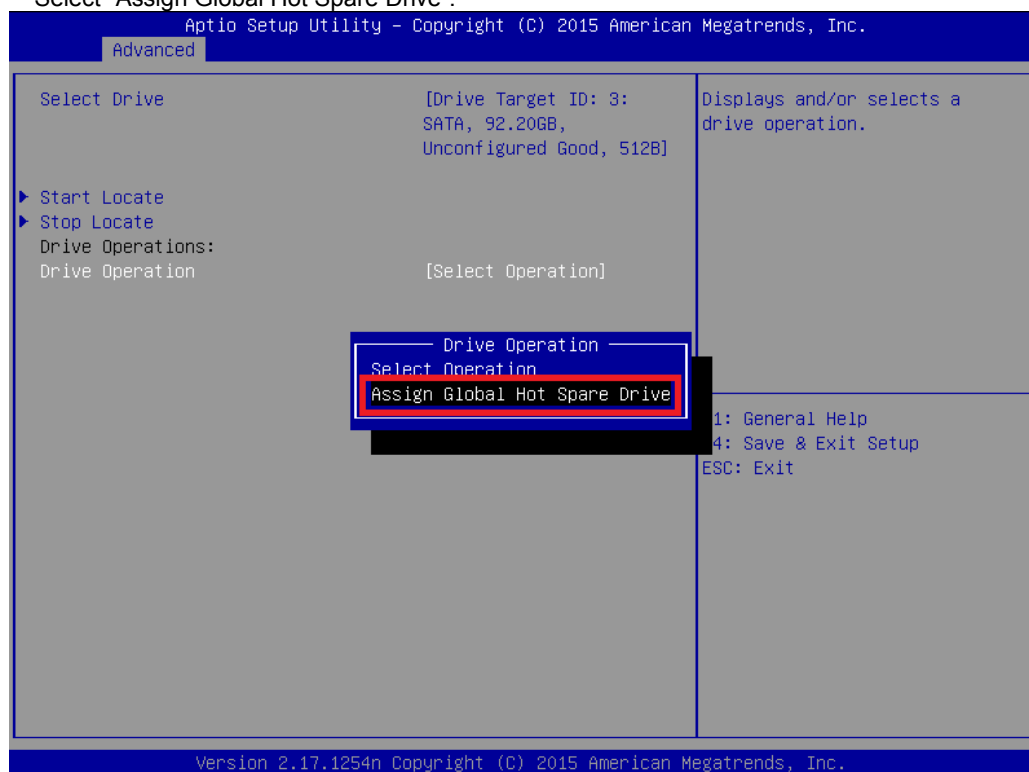 Select "Assign Global Hot Spare Drive".
Aptio Setup Utility – Copyright (C) 2015 American Megatrends, Inc.
Advanced
Select Drive [Drive Target ID: 3: Displays and/or selects a
SATA, 92.20GB, drive operation.
Unconfigured Good, 512B]
Start Locate
Stop Locate
Drive Operations:
Drive Operation [Select Operation]
Drive Operation
Select Operation
Assign Global Hot Spare Drive
1: General Help
4: Save & Exit Setup
ESC: Exit
Version 2.17.1254n Copyright (C) 2015 American Megatrends, Inc.